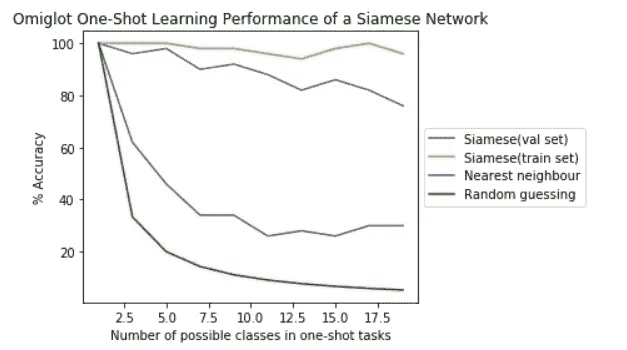 Omiglot One-Shot Learning Performance of a Siamese Network
100
80
60
40
20
% Accuracy
2.5 5.0 7.5 10.0 12.5 15.0 17.5
Number of possible classes in one-shot tasks
Siamese(val set)
Siamese(train set)
Nearest neighbour
Random guessing